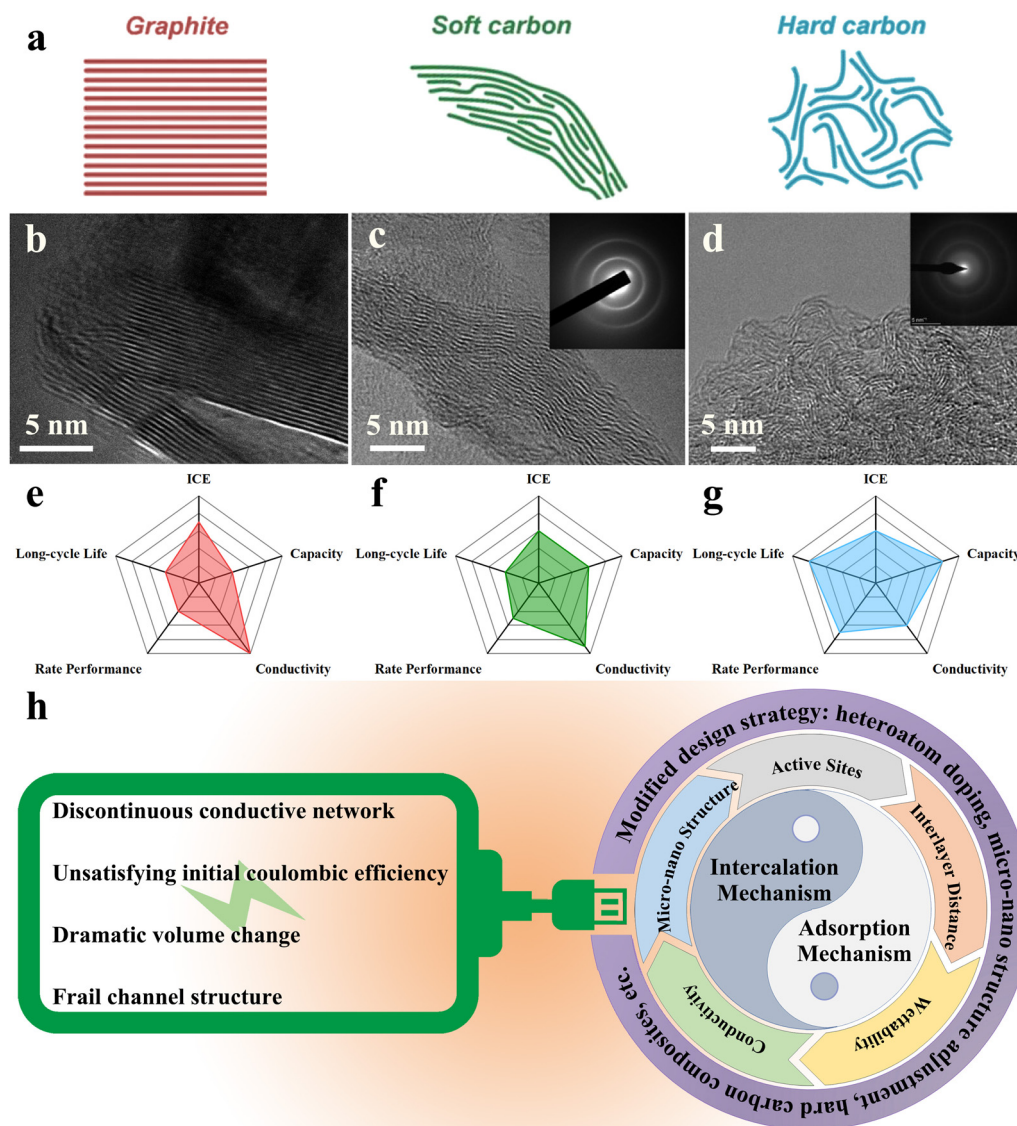 a
Graphite
Soft carbon
Hard carbon
b
5 nm
c
5 nm
d
5 nm
e
ICE
Long-cycle Life
Capacity
Rate Performance
Conductivity
f
ICE
Long-cycle Life
Capacity
Rate Performance
Conductivity
g
ICE
Long-cycle Life
Capacity
Rate Performance
Conductivity
h
Discontinuous conductive network
Unsatisfying initial coulombic efficiency
Dramatic volume change
Frail channel structure
Modified design strategy: heteroatom doping, micro-nano structure adjustment, hard carbon composites, etc.
Active Sites
Interlayer Distance
Wettability
Conductivity
Micro-nano Structure
Intercalation
Mechanism
Adsorption
Mechanism